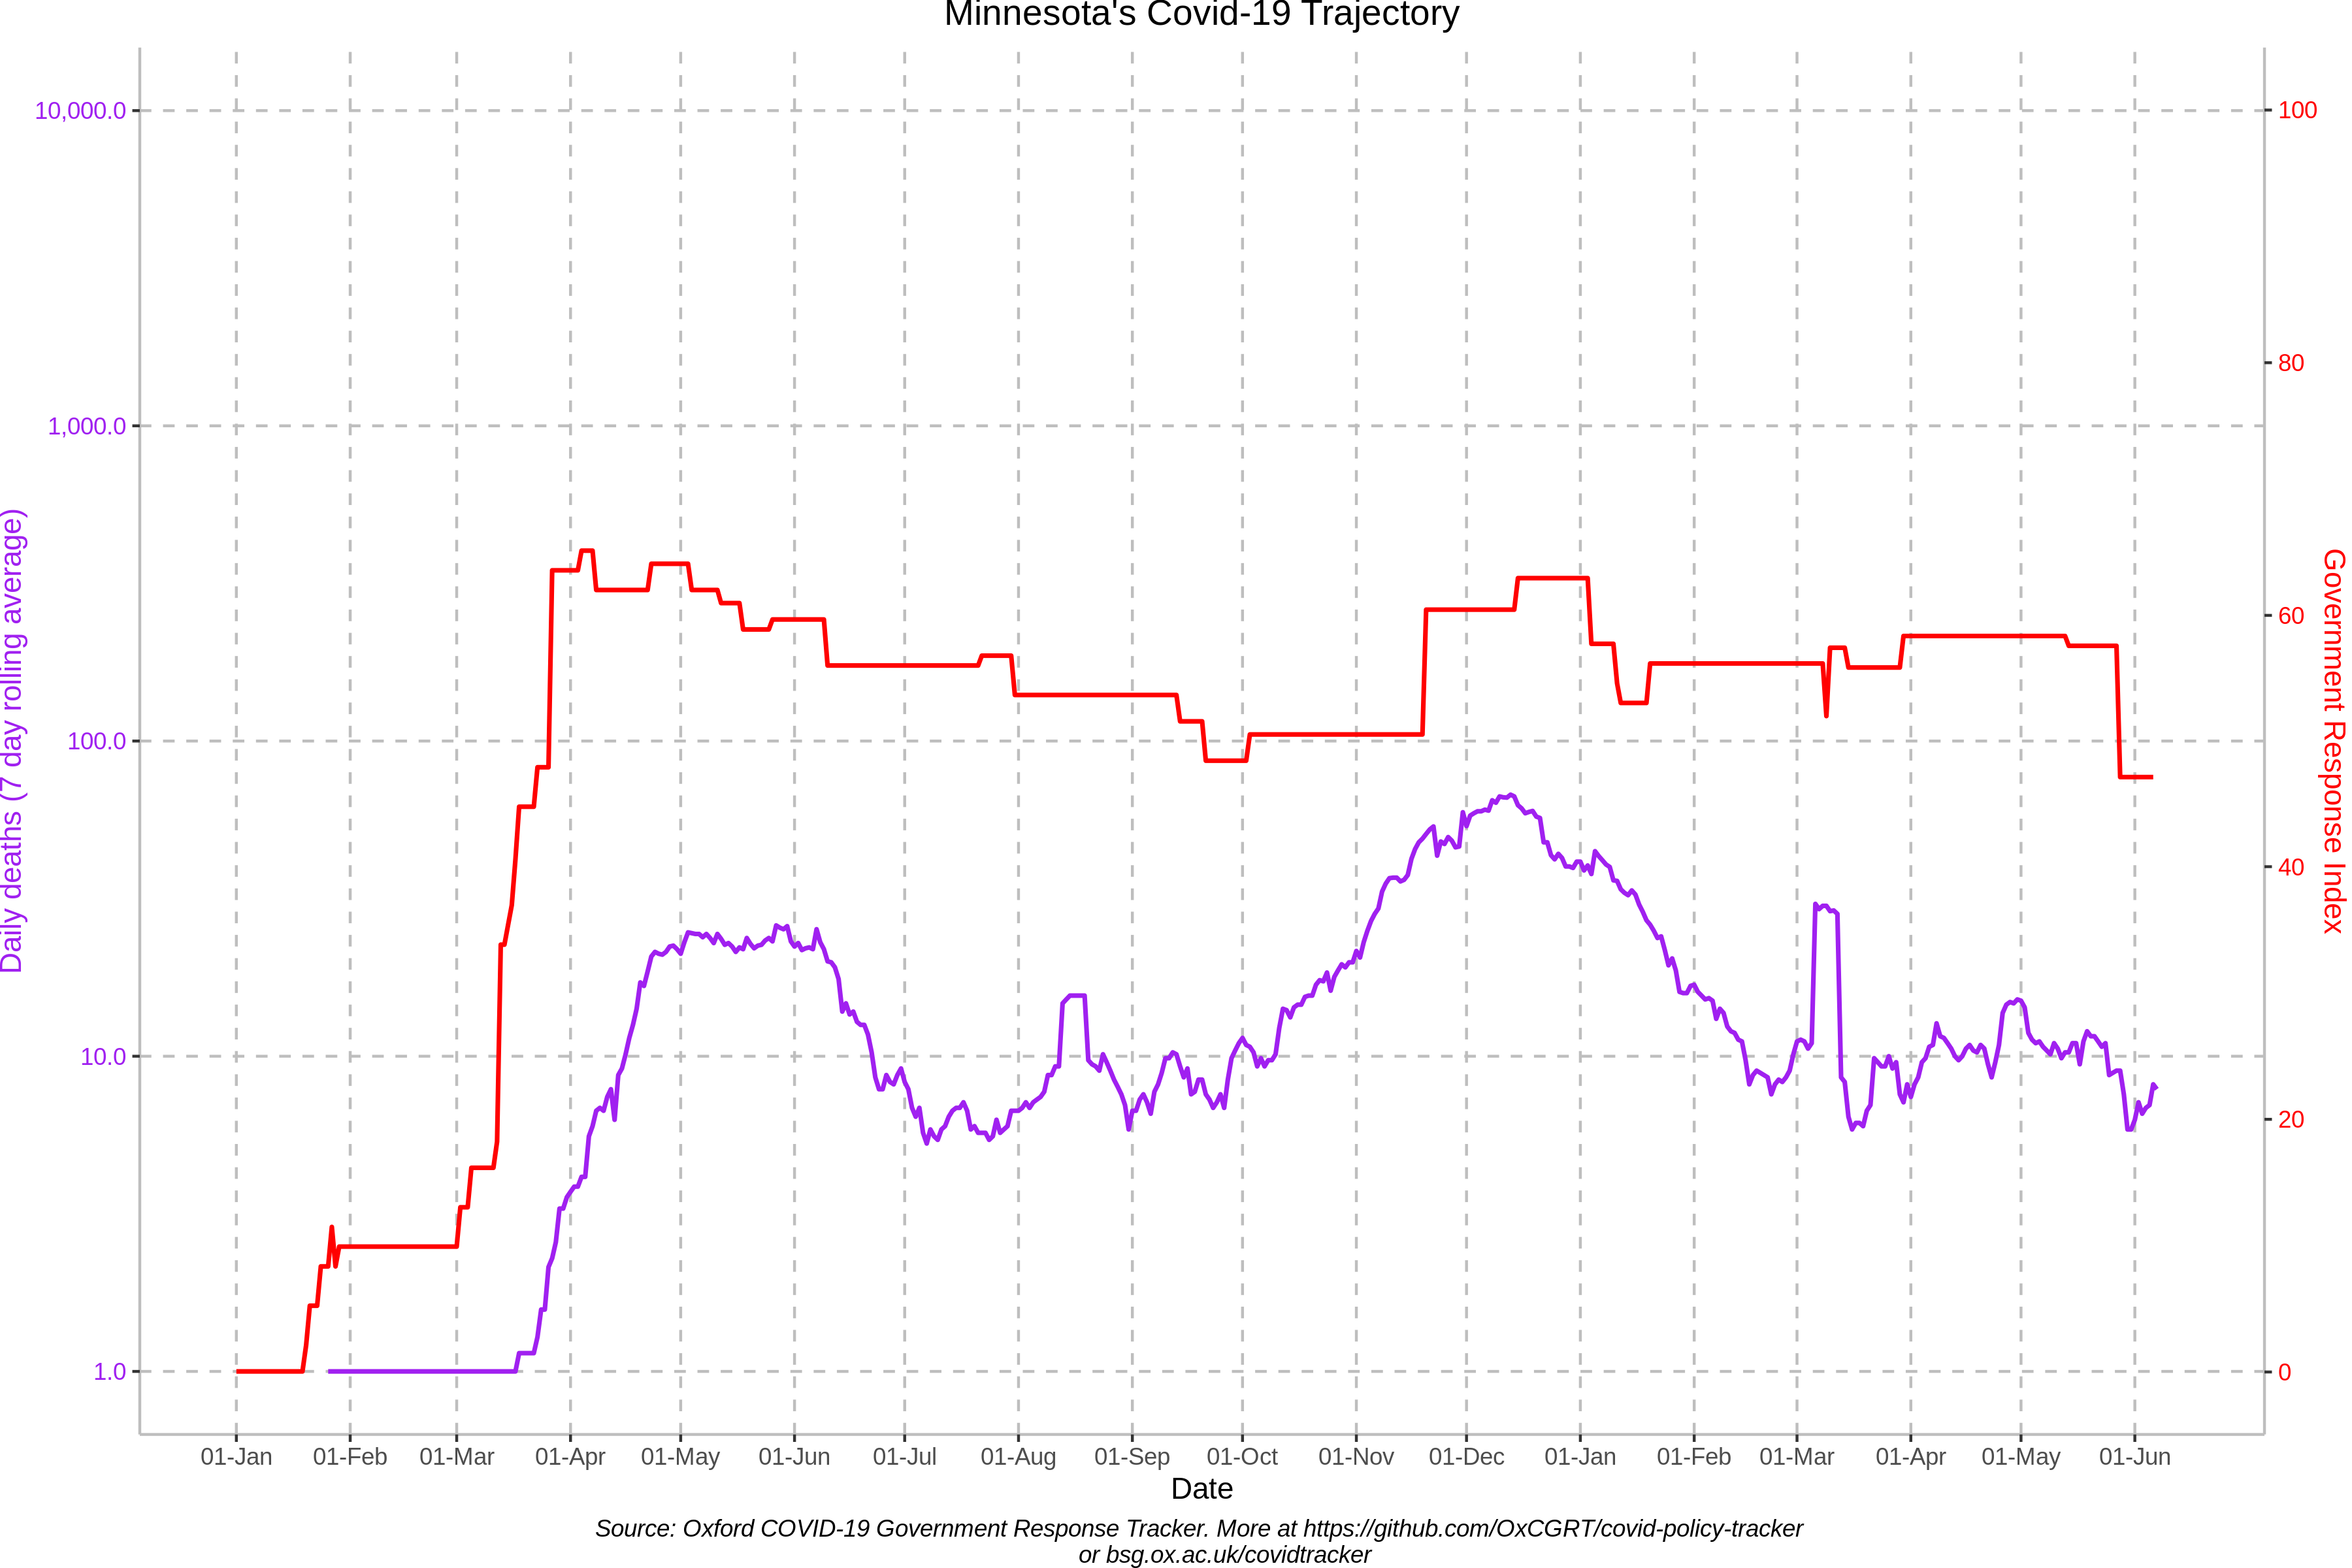 Minnesota's Covid-19 Trajectory
10,000.0
1,000.0
100.0
10.0
1.0
Daily deaths (7 day rolling average)
100
80
60
40
20
0
Government Response Index
01-Jan 01-Feb 01-Mar 01-Apr 01-May 01-Jun 01-Jul 01-Aug 01-Sep 01-Oct 01-Nov 01-Dec 01-Jan 01-Feb 01-Mar 01-Apr 01-May 01-Jun
Date
Source: Oxford COVID-19 Government Response Tracker. More at https://github.com/OxCGRT/covid-policy-tracker
or bsg.ox.ac.uk/covidtracker